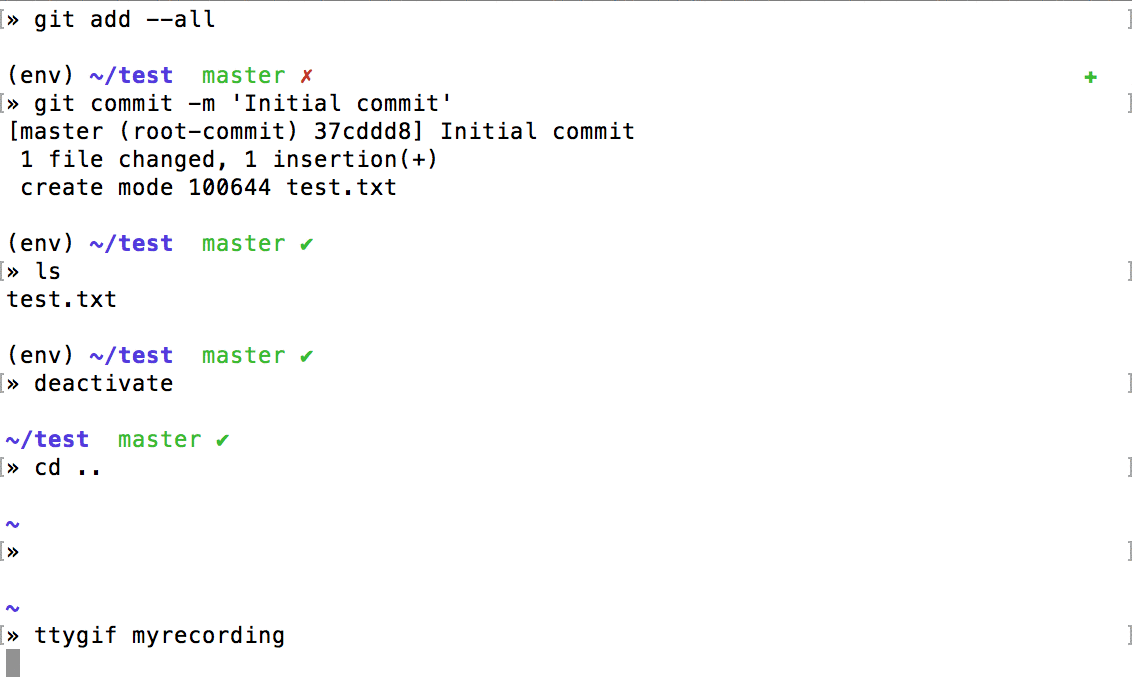 [» git add --all ]
(env) ~/test master ✗ +
[» git commit -m 'Initial commit' ]
[master (root-commit) 37cddd8] Initial commit
1 file changed, 1 insertion(+)
create mode 100644 test.txt
(env) ~/test master ✔
[» ls ]
test.txt
(env) ~/test master ✔
[» deactivate ]
~/test master ✔
[» cd .. ]
~
[» ]
~
[» ttygif myrecording ]